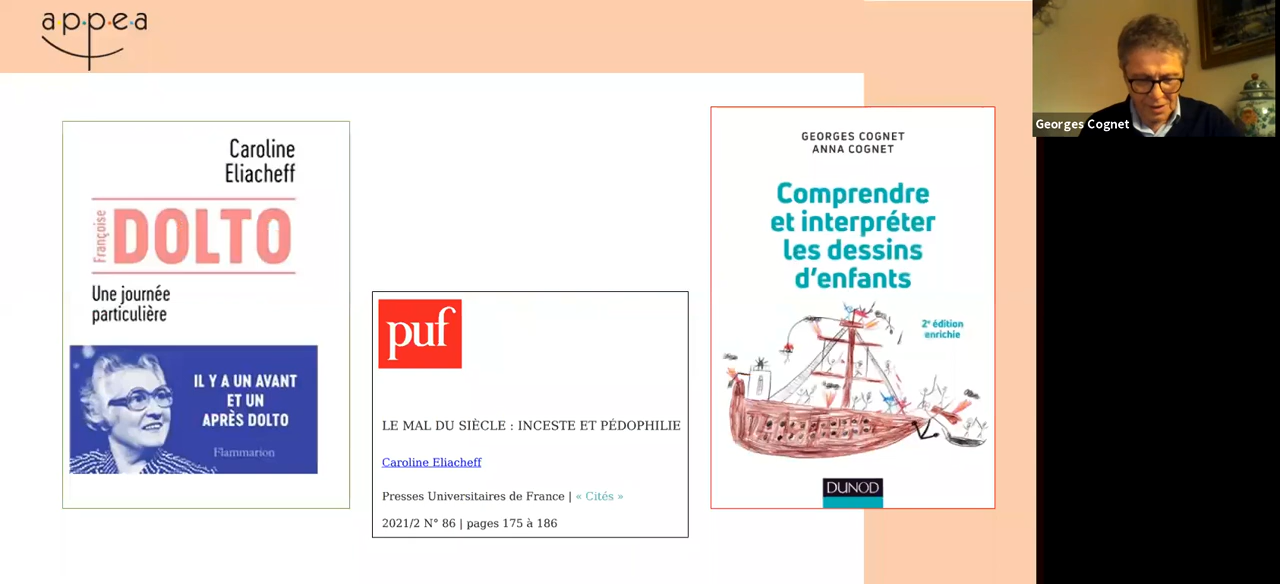 appea
Georges Cognet
Caroline
Eliacheff
Françoise
DOLTO
Une journée
particulière
IL Y A UN AVANT
ET UN
APRÈS DOLTO
Flammarion
puf
LE MAL DU SIÈCLE : INCESTE ET PÉDOPHILIE
Caroline Eliacheff
Presses Universitaires de France | « Cités »
2021/2 N° 86 | pages 175 à 186
GEORGES COGNET
ANNA COGNET
Comprendre
et interpréter
les dessins
d'enfants
2e édition
enrichie
DUNOD